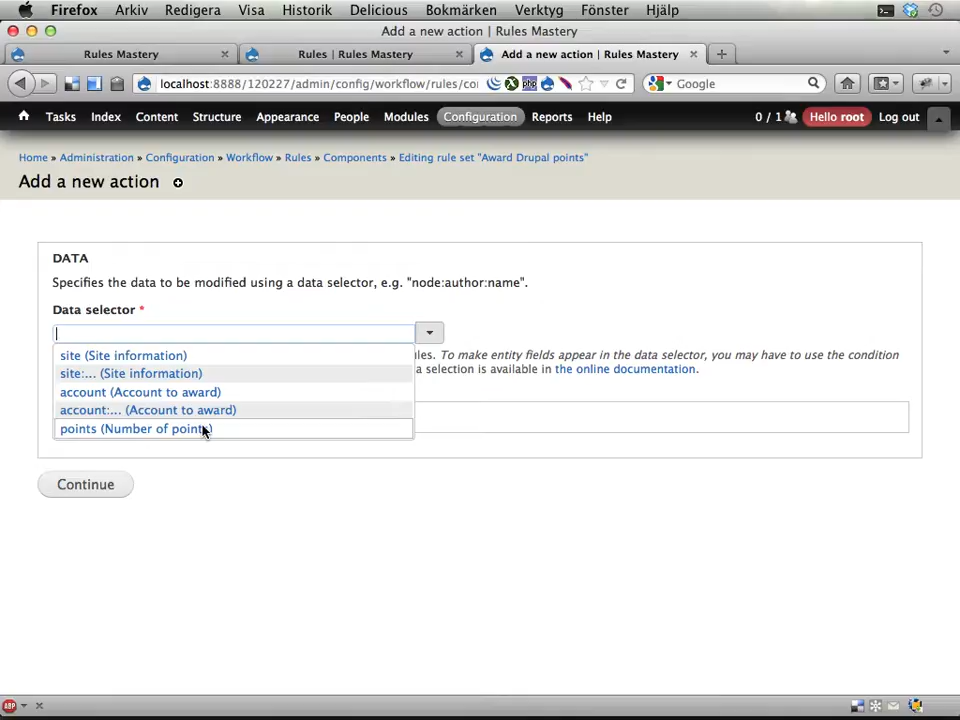 Firefox Arkiv Redigera Visa Historik Delicious Bokmärken Verktyg Fönster Hjälp
Add a new action | Rules Mastery
Rules Mastery
Rules | Rules Mastery
Add a new action | Rules Mastery
localhost:8888/120227/admin/config/workflow/rules/co
php
Google
Tasks Index Content Structure Appearance People Modules Configuration Reports Help
0 / 1 Hello root Log out
Home » Administration » Configuration » Workflow » Rules » Components » Editing rule set "Award Drupal points"
Add a new action
DATA
Specifies the data to be modified using a data selector, e.g. "node:author:name".
Data selector *
site (Site information)
site:... (Site information)
account (Account to award)
account:... (Account to award)
points (Number of points)
To make entity fields appear in the data selector, you may have to use the condition
a selection is available in the online documentation.
Continue
ABP